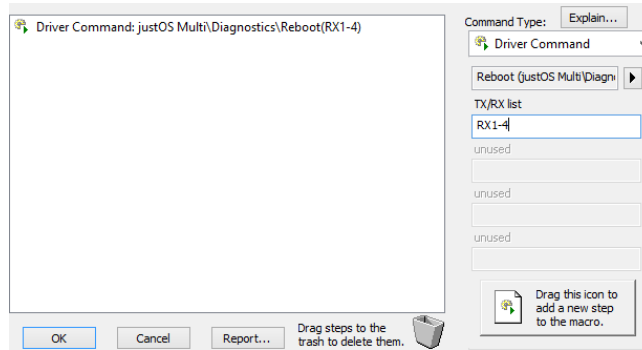 Driver Command: justOS Multi\Diagnostics\Reboot(RX1-4)
Command Type:
Explain...
Driver Command
Reboot (justOS Multi\Diagn
TX/RX list
RX1-4
unused
unused
unused
Drag this icon to
add a new step
to the macro.
OK
Cancel
Report...
Drag steps to the
trash to delete them.